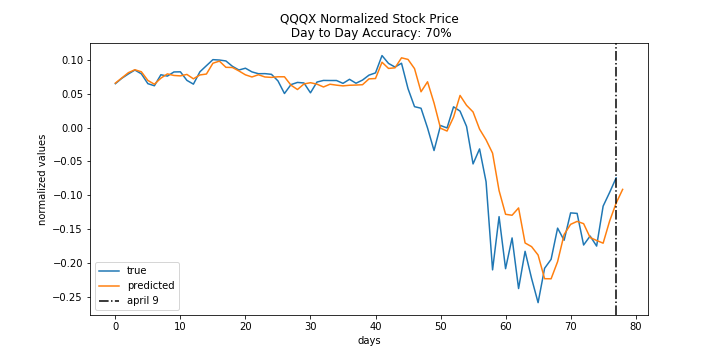 QQQX Normalized Stock Price
Day to Day Accuracy: 70%
normalized values
0.10
0.05
0.00
−0.05
−0.10
−0.15
−0.20
−0.25
true
predicted
april 9
0 10 20 30 40 50 60 70 80
days